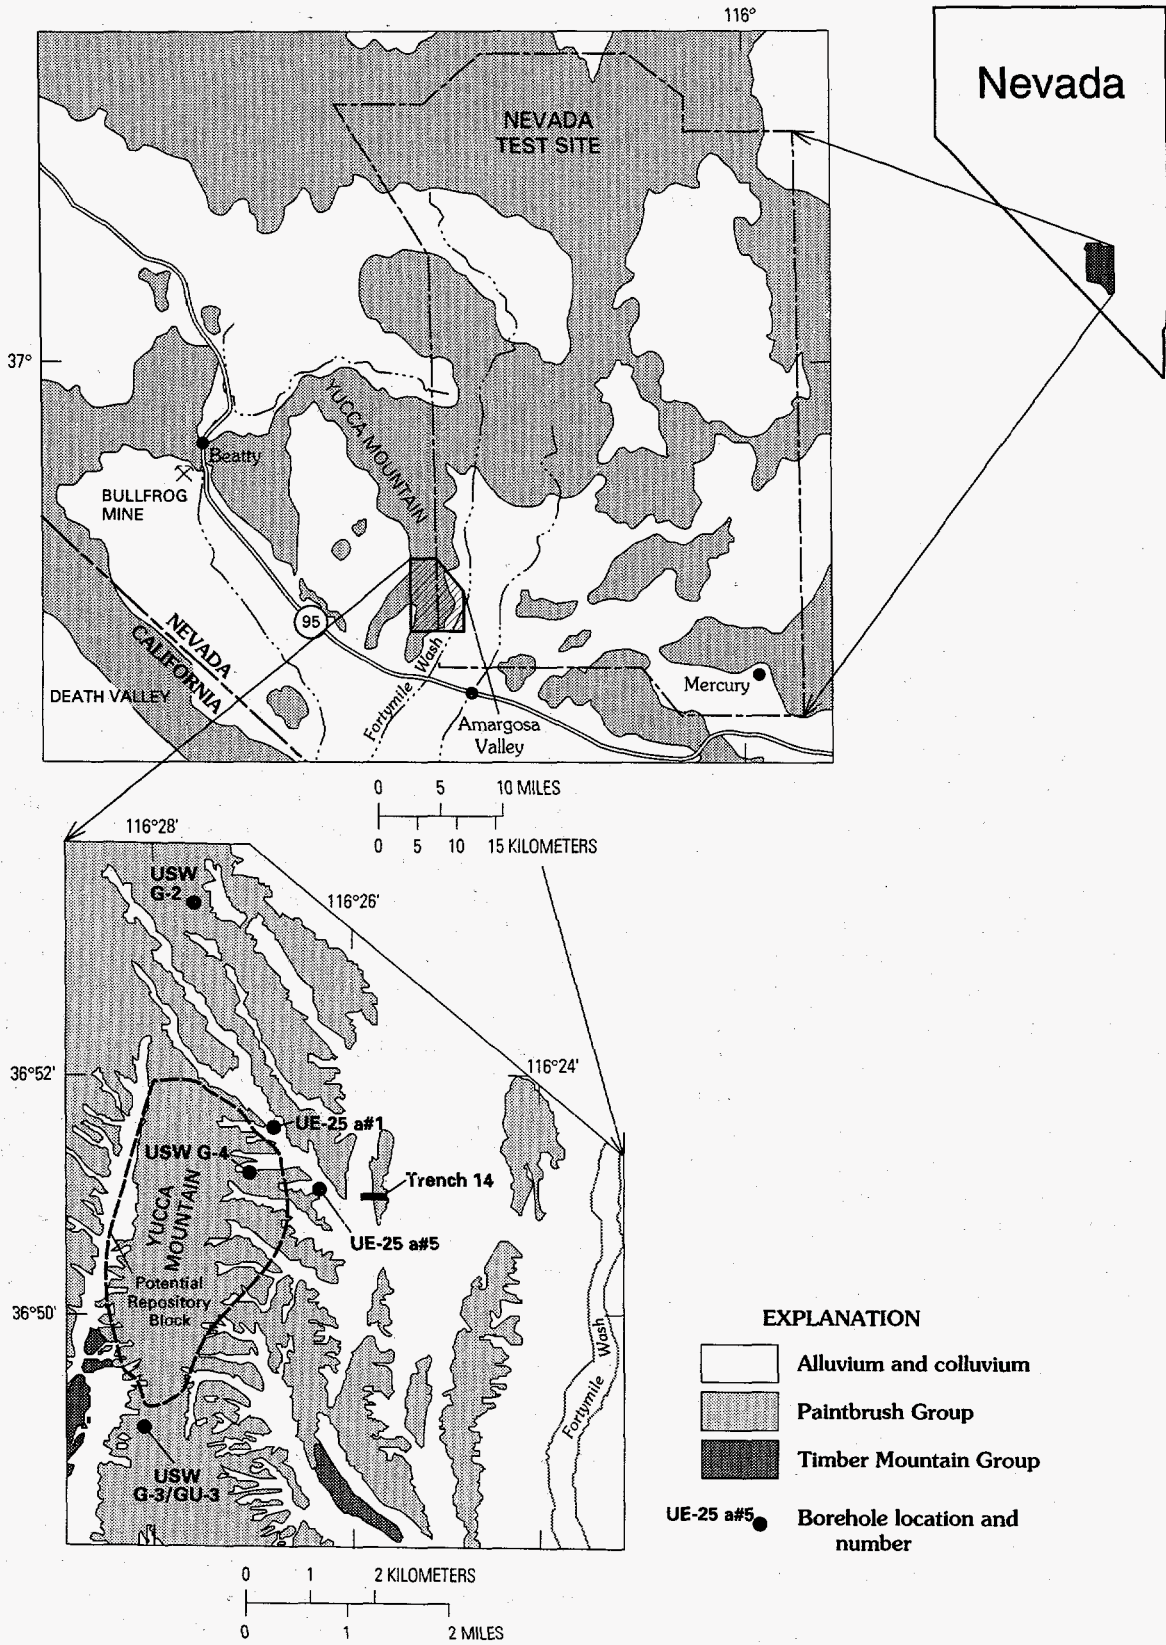 116°
Nevada
NEVADA
TEST SITE
37°
YUCCA MOUNTAIN
Beatty
BULLFROG
MINE
95
NEVADA
CALIFORNIA
DEATH VALLEY
Fortymile Wash
Mercury
Amargosa
Valley
0 5 10 MILES
0 5 10 15 KILOMETERS
116°28'
USW
G-2
116°26'
36°52'
116°24'
UE-25 a#1
USW G-4
Trench 14
YUCCA
MOUNTAIN
UE-25 a#5
Potential
Repository
Block
36°50'
Fortymile Wash
USW
G-3/GU-3
EXPLANATION
Alluvium and colluvium
Paintbrush Group
Timber Mountain Group
UE-25 a#5 Borehole location and
number
0 1 2 KILOMETERS
0 1 2 MILES